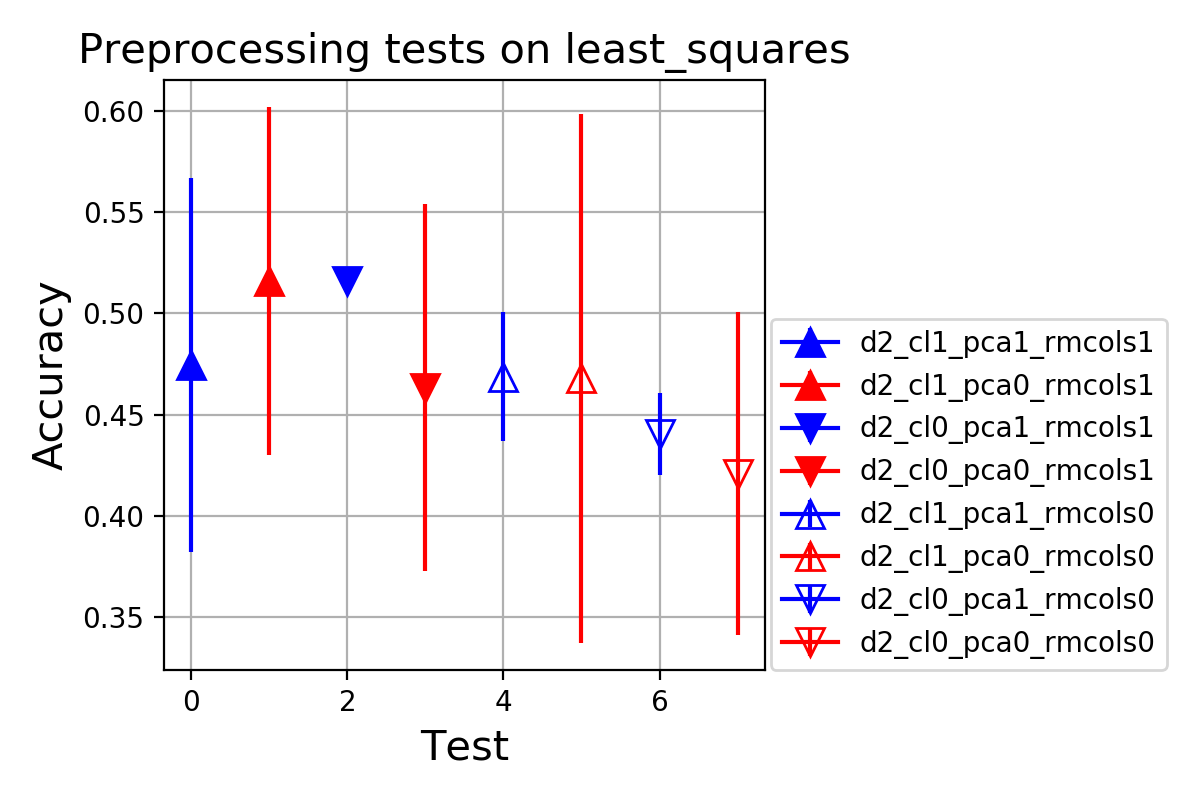 Preprocessing tests on least_squares
Accuracy
0.60
0.55
0.50
0.45
0.40
0.35
0
2
4
6
Test
d2_cl1_pca1_rmcols1
d2_cl1_pca0_rmcols1
d2_cl0_pca1_rmcols1
d2_cl0_pca0_rmcols1
d2_cl1_pca1_rmcols0
d2_cl1_pca0_rmcols0
d2_cl0_pca1_rmcols0
d2_cl0_pca0_rmcols0